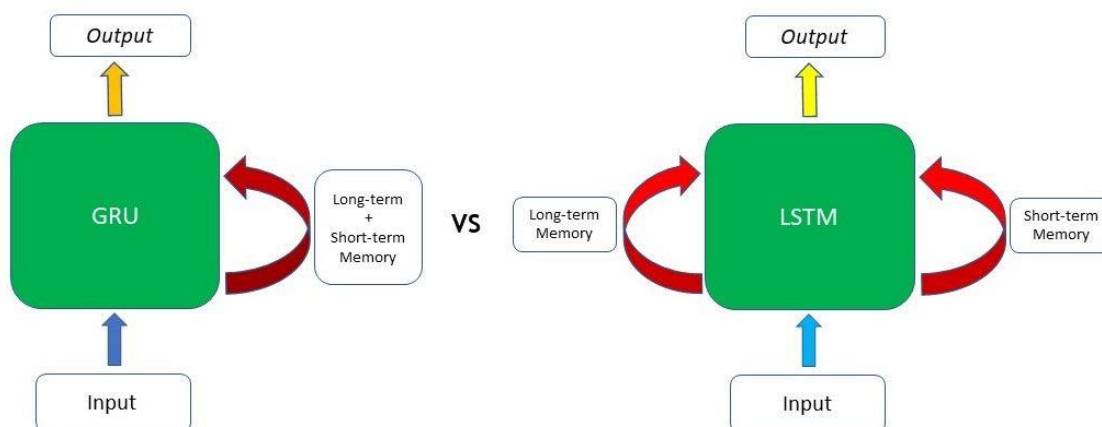 Output
GRU
Long-term
+
Short-term
Memory
Input
VS
Output
Long-term
Memory
LSTM
Short-term
Memory
Input